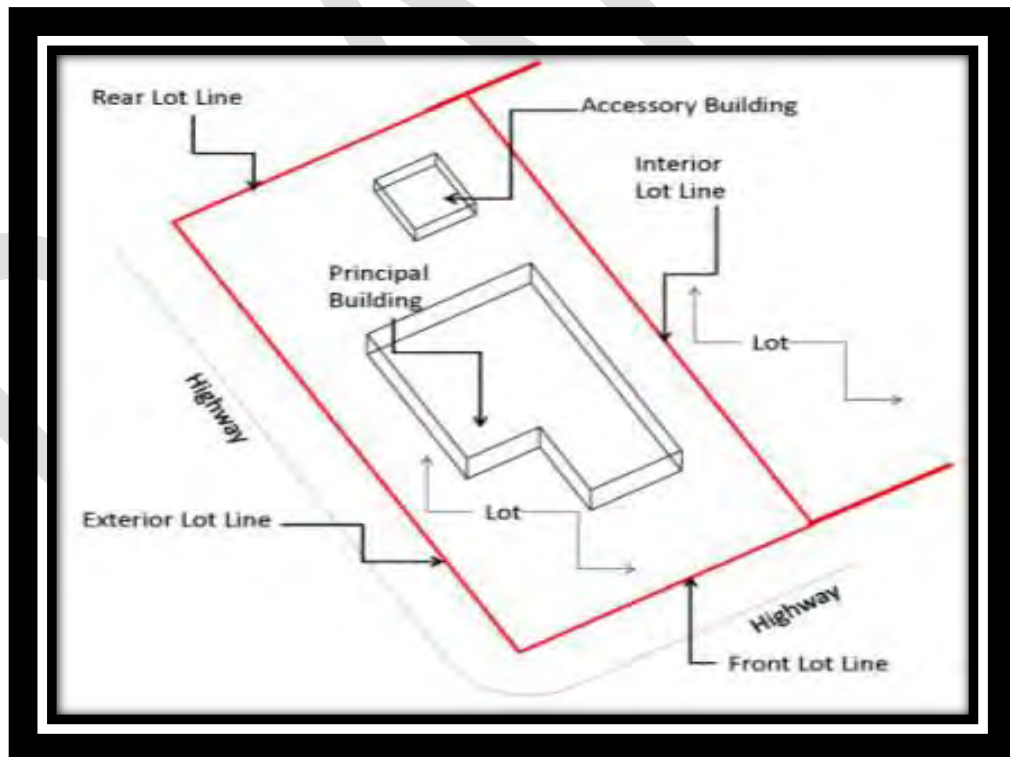 Rear Lot Line
Accessory Building
Interior
Lot Line
Principal
Building
Lot
Highway
Exterior Lot Line
Lot
Highway
Front Lot Line